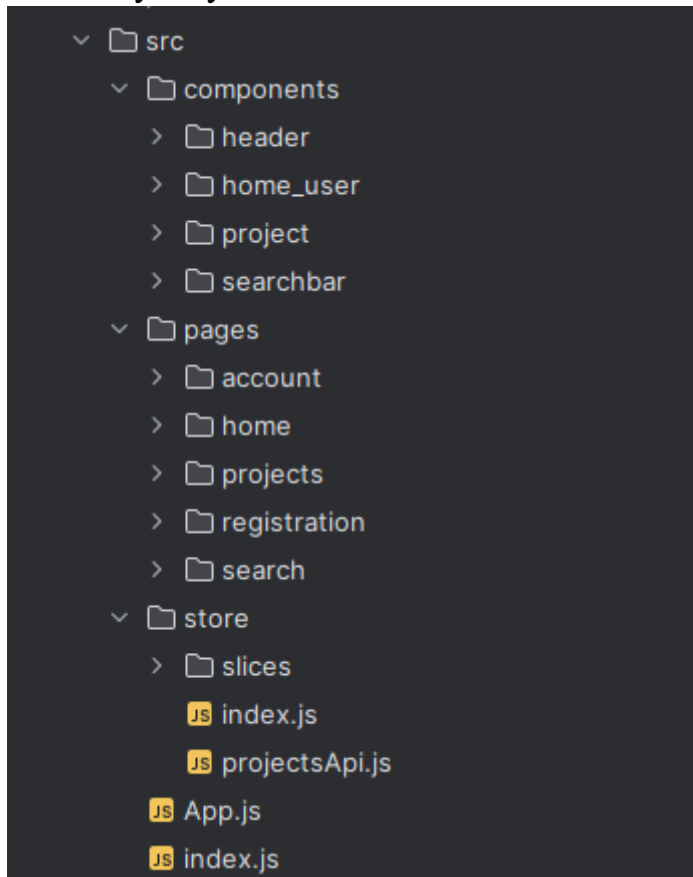 src
components
header
home_user
project
searchbar
pages
account
home
projects
registration
search
store
slices
JS index.js
JS projectsApi.js
JS App.js
JS index.js